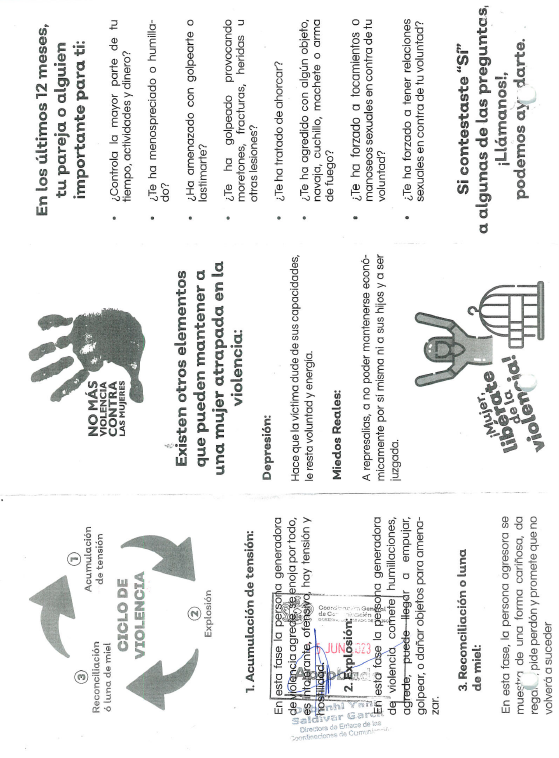 ① Acumulación
de tensión
③
Reconciliación
ó luna de miel
CICLO DE
VIOLENCIA
②
Explosión
1. Acumulación de tensión:
En esta fase la persona generadora
de violencia agrede, se enoja por todo,
es intolerante, ofensivo, hay tensión y
hostilidad.
2. Explosión:
En esta fase la persona generadora
de violencia, comete humillaciones,
agrede, puede llegar a empujar,
golpear, o dañar objetos para amena-
zar.
JUN 2023
Saldívar García
Directora de Enlace de las
3. Reconciliación o luna
de miel:
En esta fase, la persona agresora se
de una forma cariñosa, da
pide perdón y promete que no
volverá a suceder
NO MÁS
VIOLENCIA
CONTRA
LAS MUJERES
Existen otros elementos
que pueden mantener a
una mujer atrapada en la
violencia:
Depresión:
Hace que la víctima dude de sus capacidades,
le resta voluntad y energía.
Miedos Reales:
A represalias, a no poder mantenerse econó-
micamente por sí misma ni a sus hijos y a ser
juzgada.
¡Mujer,
libérate
de la
violencia!
En los últimos 12 meses,
tu pareja o alguien
importante para ti:
• ¿Controla la mayor parte de tu
tiempo, actividades y dinero?
• ¿Te ha menospreciado o humilla-
do?
• ¿Ha amenazado con golpearte o
lastimarte?
• ¿Te ha golpeado provocando
moretones, fracturas, heridas u
otras lesiones?
• ¿Te ha tratado de ahorcar?
• ¿Te ha agredido con algún objeto,
navaja, cuchillo, machete o arma
de fuego?
• ¿Te ha forzado a tocamientos o
manoseos sexuales en contra de tu
voluntad?
• ¿Te ha forzado a tener relaciones
sexuales en contra de tu voluntad?
Si contestaste “Sí”
a algunas de las preguntas,
¡Llámanos!,
podemos ayudarte.